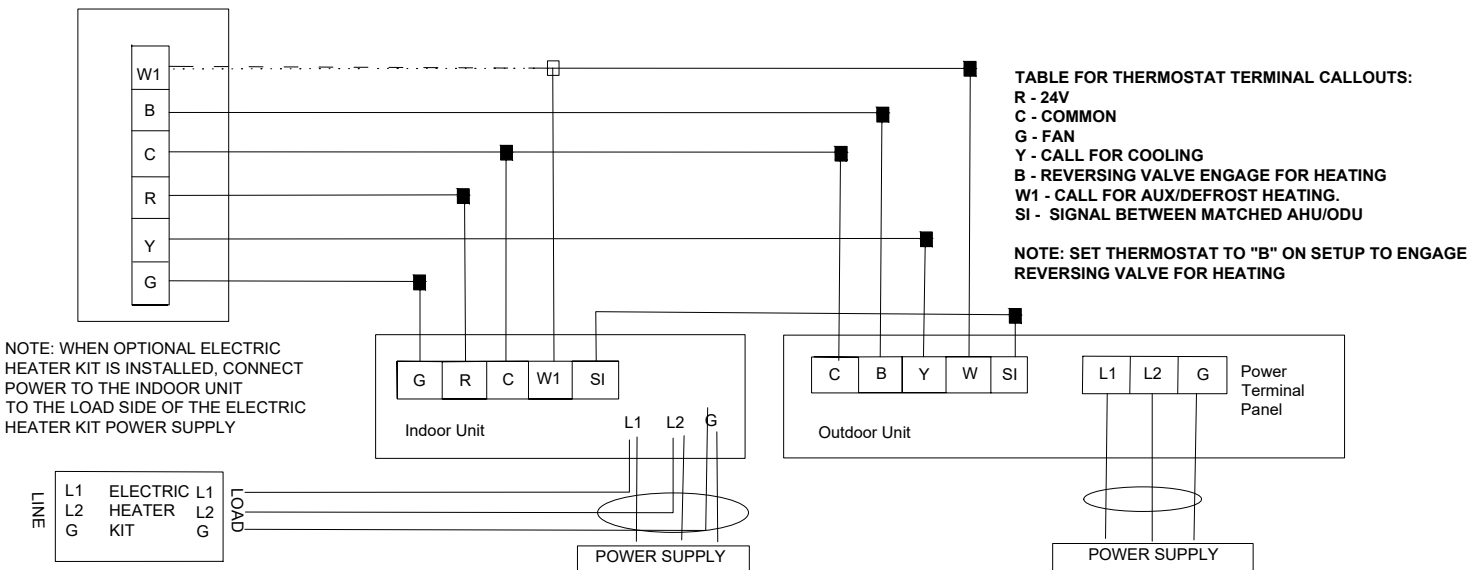 W1
B
C
R
Y
G
TABLE FOR THERMOSTAT TERMINAL CALLOUTS:
R - 24V
C - COMMON
G - FAN
Y - CALL FOR COOLING
B - REVERSING VALVE ENGAGE FOR HEATING
W1 - CALL FOR AUX/DEFROST HEATING.
SI - SIGNAL BETWEEN MATCHED AHU/ODU
NOTE: SET THERMOSTAT TO "B" ON SETUP TO ENGAGE
REVERSING VALVE FOR HEATING
NOTE: WHEN OPTIONAL ELECTRIC
HEATER KIT IS INSTALLED, CONNECT
POWER TO THE INDOOR UNIT
TO THE LOAD SIDE OF THE ELECTRIC
HEATER KIT POWER SUPPLY
G R C W1 SI
Indoor Unit
L1 L2 G
C B Y W SI
Outdoor Unit
L1 L2 G
Power
Terminal
Panel
LINE
L1 ELECTRIC L1
L2 HEATER L2
G KIT G
LOAD
POWER SUPPLY
POWER SUPPLY